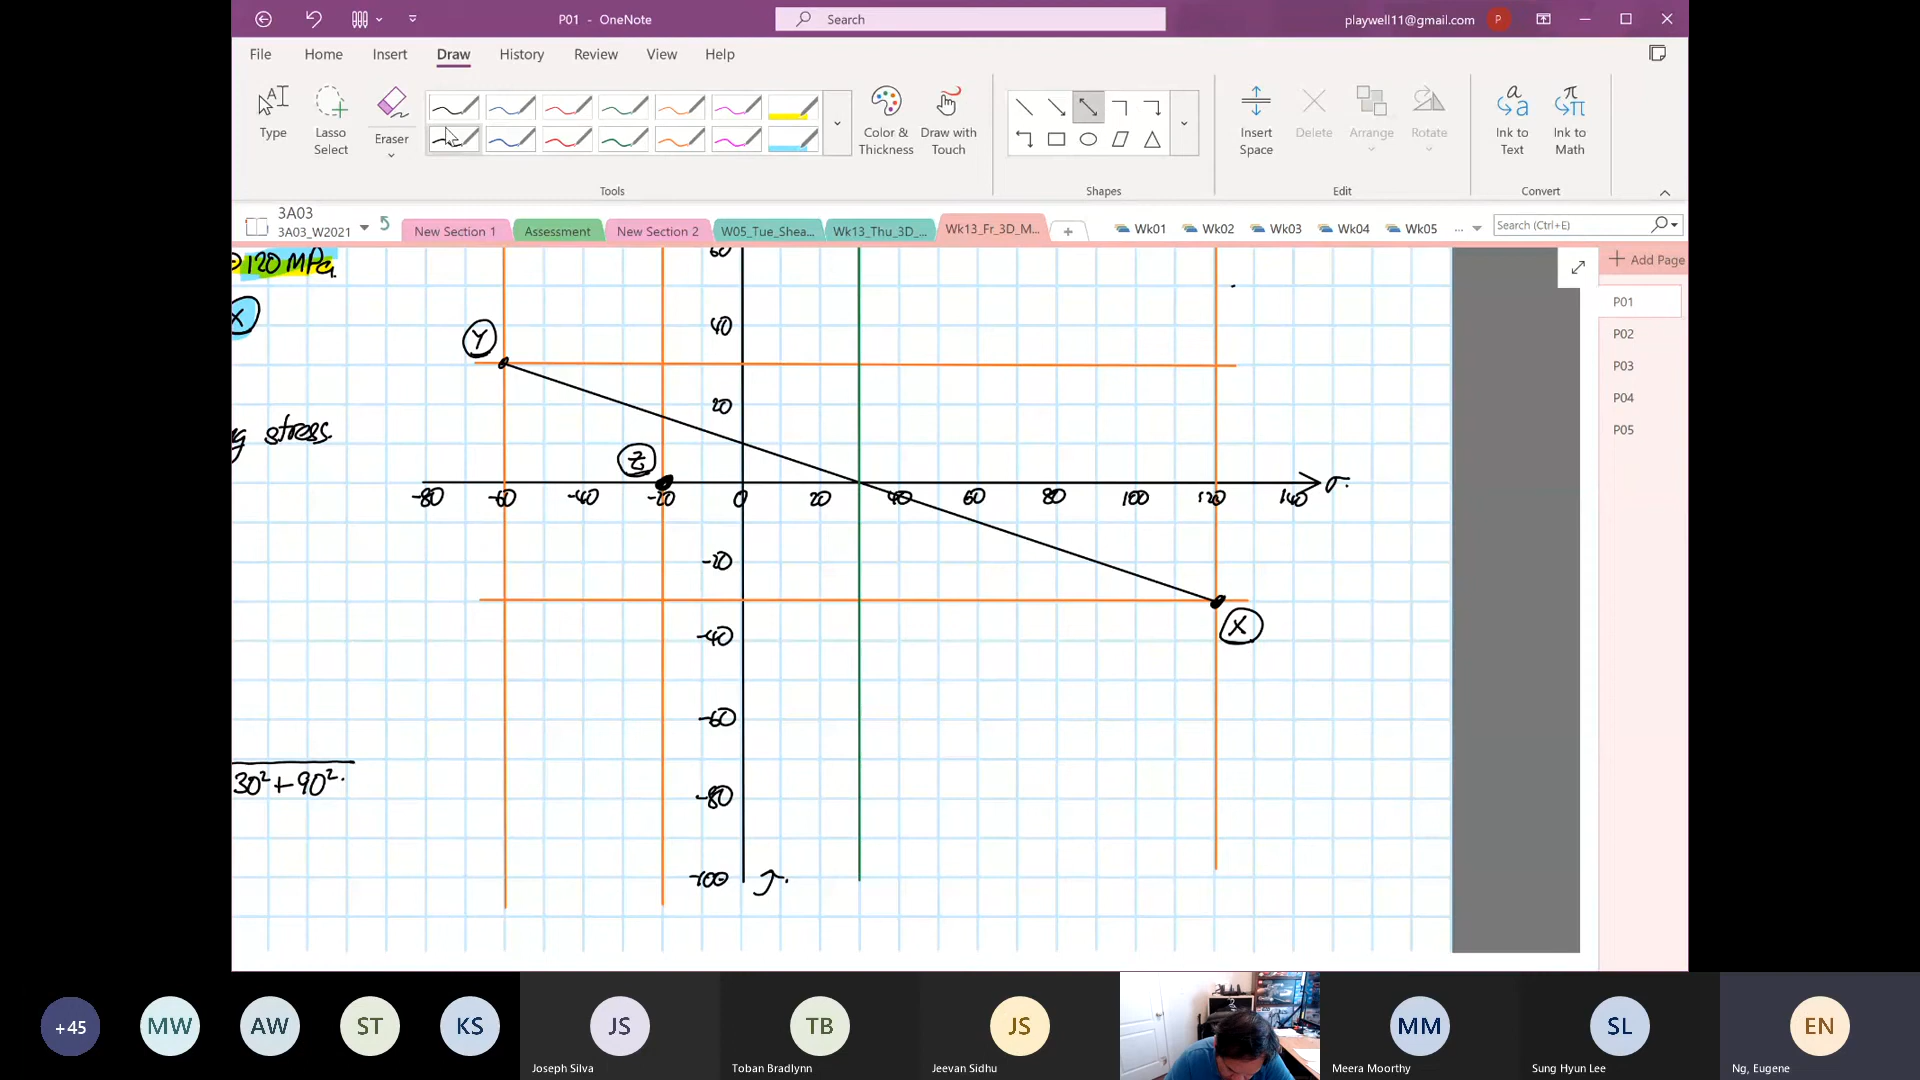 P01 - OneNote
Search
playwell11@gmail.com
P
File
Home
Insert
Draw
History
Review
View
Help
Type
Lasso
Select
Eraser
Color &
Thickness
Draw with
Touch
Insert
Space
Delete
Arrange
Rotate
Ink to
Text
Ink to
Math
Tools
Shapes
Edit
Convert
3A03
3A03_W2021
New Section 1
Assessment
New Section 2
W05_Tue_Shea...
Wk13_Thu_3D_...
Wk13_Fr_3D_M...
Wk01
Wk02
Wk03
Wk04
Wk05
...
Search (Ctrl+E)
Add Page
P01
P02
P03
P04
P05
120 MPa.
X
stress
30²+90².
60
40
20
Y
Z
-80 -60 -40 -20 0 20 40 60 80 100 120 140
σ.
-20
-40
X
-60
-80
-100
+45
MW
AW
ST
KS
JS
Joseph Silva
TB
Toban Bradlynn
JS
Jeevan Sidhu
MM
Meera Moorthy
SL
Sung Hyun Lee
EN
Ng, Eugene